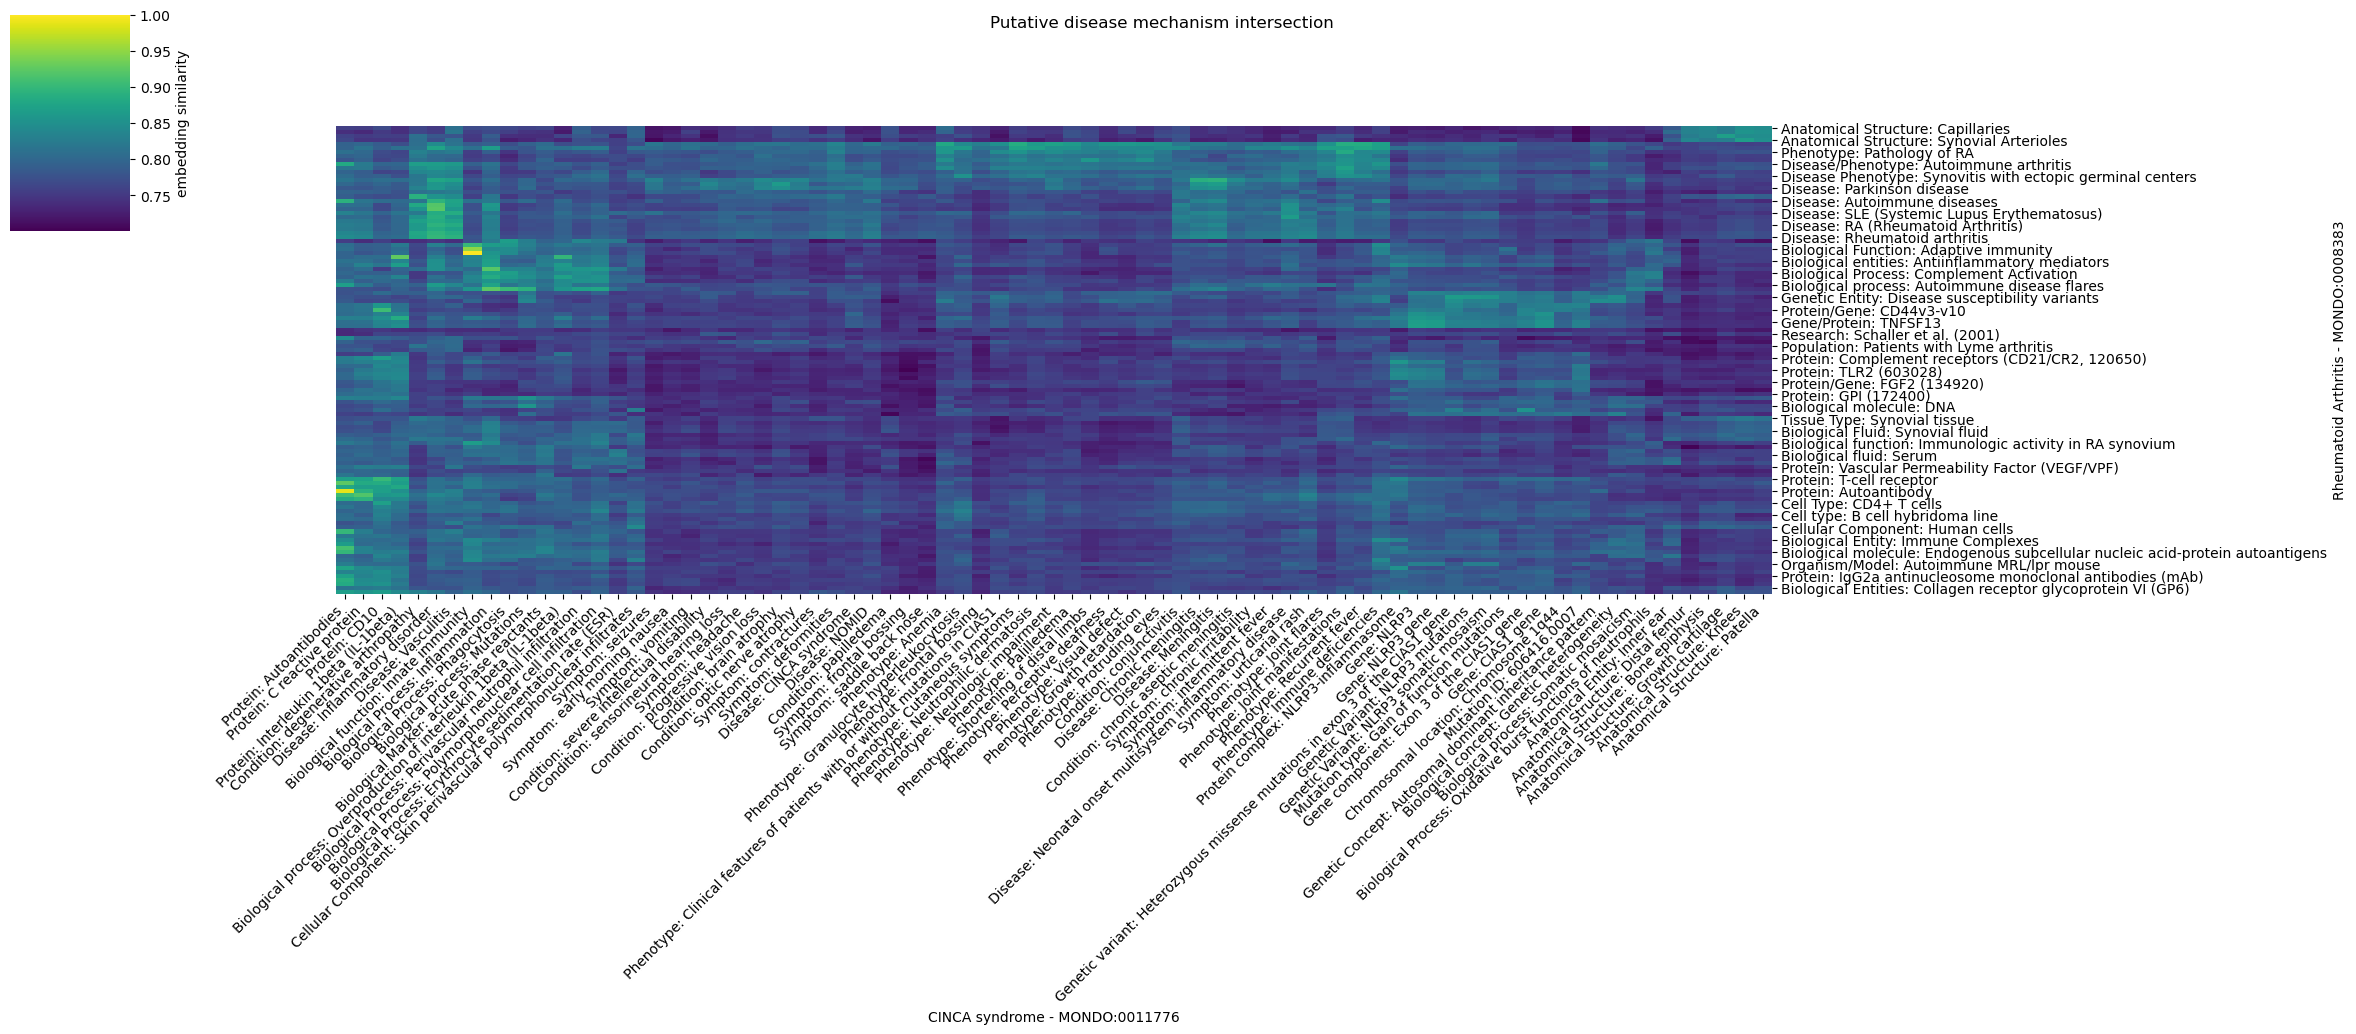 Putative disease mechanism intersection
1.00
0.95
0.90
0.85
0.80
0.75
embedding similarity
Anatomical Structure: Capillaries
Anatomical Structure: Synovial Arterioles
Phenotype: Pathology of RA
Disease/Phenotype: Autoimmune arthritis
Disease Phenotype: Synovitis with ectopic germinal centers
Disease: Parkinson disease
Disease: Autoimmune diseases
Disease: SLE (Systemic Lupus Erythematosus)
Disease: RA (Rheumatoid Arthritis)
Disease: Rheumatoid arthritis
Biological Function: Adaptive immunity
Biological entities: Antiinflammatory mediators
Biological Process: Complement Activation
Biological process: Autoimmune disease flares
Genetic Entity: Disease susceptibility variants
Protein/Gene: CD44v3-v10
Gene/Protein: TNFSF13
Research: Schaller et al. (2001)
Population: Patients with Lyme arthritis
Protein: Complement receptors (CD21/CR2, 120650)
Protein: TLR2 (603028)
Protein/Gene: FGF2 (134920)
Protein: GPI (172400)
Biological molecule: DNA
Tissue Type: Synovial tissue
Biological Fluid: Synovial fluid
Biological function: Immunologic activity in RA synovium
Biological fluid: Serum
Protein: Vascular Permeability Factor (VEGF/VPF)
Protein: T-cell receptor
Protein: Autoantibody
Cell Type: CD4+ T cells
Cell type: B cell hybridoma line
Cellular Component: Human cells
Biological Entity: Immune Complexes
Biological molecule: Endogenous subcellular nucleic acid-protein autoantigens
Organism/Model: Autoimmune MRL/lpr mouse
Protein: IgG2a antinucleosome monoclonal antibodies (mAb)
Biological Entities: Collagen receptor glycoprotein VI (GP6)
Rheumatoid Arthritis - MONDO:0008383
Protein: Autoantibodies
Protein: C reactive protein
Protein: CD10
Protein: Interleukin 1beta (IL-1beta)
Condition: degenerative arthropathy
Disease: Inflammatory disorder
Disease: Vasculitis
Biological function: Innate immunity
Biological Process: Inflammation
Biological Process: Phagocytosis
Biological process: Mutations
Biological Marker: acute phase reactants
Biological process: Overproduction of interleukin 1beta (IL-1beta)
Biological Process: Perivascular neutrophil infiltration
Biological Process: Polymorphonuclear cell infiltration
Biological Process: Erythrocyte sedimentation rate (ESR)
Cellular Component: Skin perivascular polymorphonuclear infiltrates
Symptom: seizures
Symptom: early morning nausea
Symptom: vomiting
Condition: severe intellectual disability
Condition: sensorineural hearing loss
Symptom: headache
Condition: progressive vision loss
Condition: brain atrophy
Condition: optic nerve atrophy
Symptom: contractures
Symptom: deformities
Disease: CINCA syndrome
Disease: NOMID
Condition: papilledema
Symptom: frontal bossing
Symptom: saddle back nose
Phenotype: Anemia
Phenotype: Granulocyte hyperleukocytosis
Phenotype: Frontal bossing
Phenotype: Clinical features of patients with or without mutations in CIAS1
Phenotype: Cutaneous symptoms
Phenotype: Neutrophilic dermatosis
Phenotype: Neurologic impairment
Phenotype: Papilledema
Phenotype: Shortening of distal limbs
Phenotype: Perceptive deafness
Phenotype: Visual defect
Phenotype: Growth retardation
Phenotype: Protruding eyes
Condition: conjunctivitis
Disease: Chronic meningitis
Disease: Meningitis
Condition: chronic aseptic meningitis
Symptom: chronic irritability
Symptom: intermittent fever
Disease: Neonatal onset multisystem inflammatory disease
Symptom: urticarial rash
Phenotype: Joint flares
Phenotype: Joint manifestations
Phenotype: Recurrent fever
Phenotype: Immune deficiencies
Protein complex: NLRP3-inflammasome
Gene: NLRP3
Genetic variant: Heterozygous missense mutations in exon 3 of the CIAS1 gene
Gene: NLRP3 gene
Genetic Variant: NLRP3 mutations
Genetic Variant: NLRP3 somatic mosaicism
Mutation type: Gain of function mutations
Gene component: Exon 3 of the CIAS1 gene
Gene: CIAS1 gene
Chromosomal location: Chromosome 1q44
Mutation ID: 606416.0007
Genetic Concept: Autosomal dominant inheritance pattern
Biological concept: Genetic heterogeneity
Biological process: Somatic mosaicism
Biological Process: Oxidative burst functions of neutrophils
Anatomical Entity: Inner ear
Anatomical Structure: Distal femur
Anatomical Structure: Bone epiphysis
Anatomical Structure: Growth cartilage
Anatomical Structure: Knees
Anatomical Structure: Patella
CINCA syndrome - MONDO:0011776